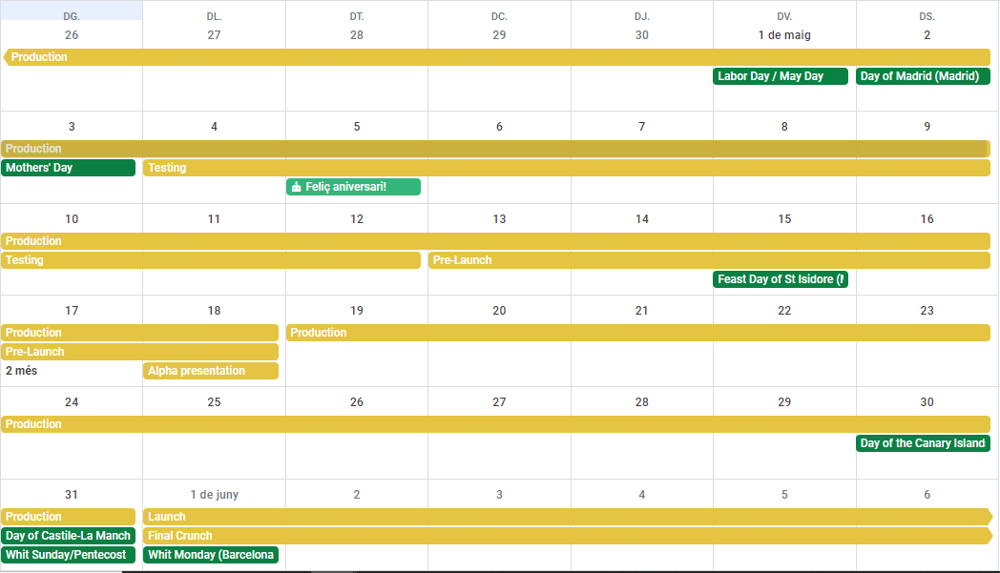 DG. DL. DT. DC. DJ. DV. DS.
26 27 28 29 30 1 de maig 2
Production
Labor Day / May Day Day of Madrid (Madrid)
3 4 5 6 7 8 9
Production
Mothers' Day Testing
Feliç aniversari!
10 11 12 13 14 15 16
Production
Testing Pre-Launch
Feast Day of St Isidore (
17 18 19 20 21 22 23
Production Production
Pre-Launch
2 més Alpha presentation
24 25 26 27 28 29 30
Production
Day of the Canary Island
31 1 de juny 2 3 4 5 6
Production Launch
Day of Castile-La Manch Final Crunch
Whit Sunday/Pentecost Whit Monday (Barcelona